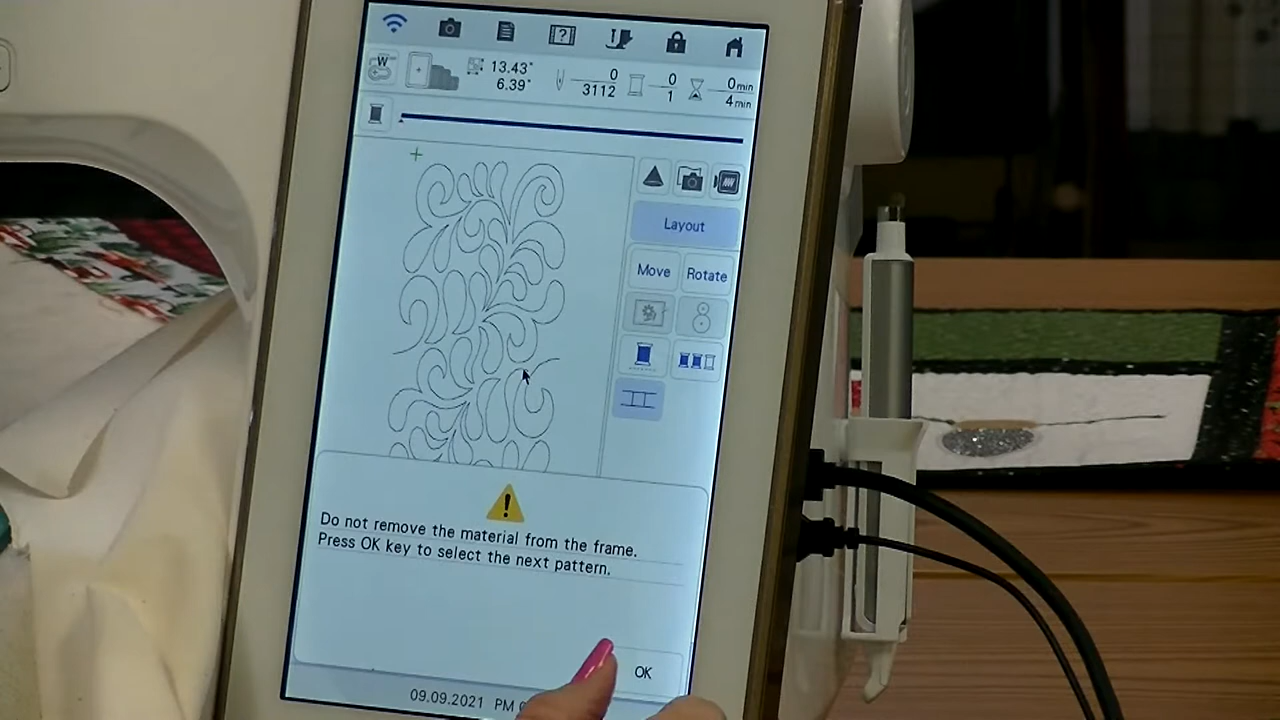 W
13.43"
6.39"
0
3112
0
1
0min
4min
Layout
Move
Rotate
Do not remove the material from the frame.
Press OK key to select the next pattern.
OK
09.09.2021 PM